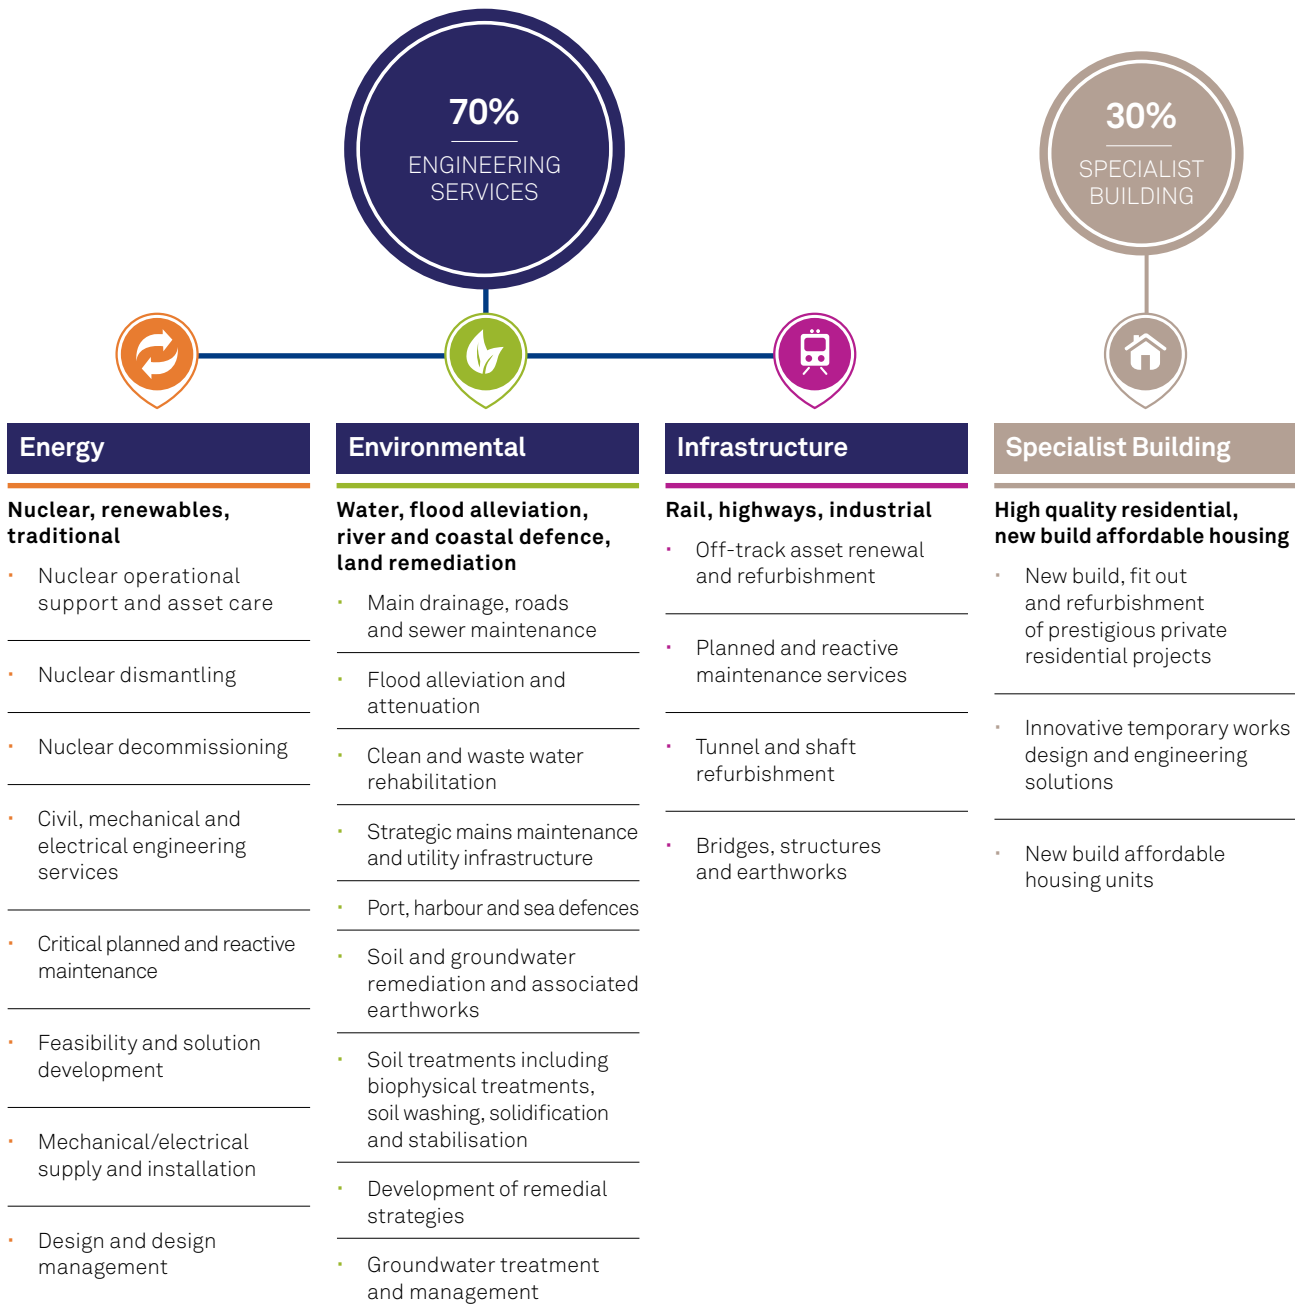 70%
ENGINEERING
SERVICES
30%
SPECIALIST
BUILDING
Energy
Nuclear, renewables,
traditional
· Nuclear operational
support and asset care
· Nuclear dismantling
· Nuclear decommissioning
· Civil, mechanical and
electrical engineering
services
· Critical planned and reactive
maintenance
· Feasibility and solution
development
· Mechanical/electrical
supply and installation
· Design and design
management
Environmental
Water, flood alleviation,
river and coastal defence,
land remediation
· Main drainage, roads
and sewer maintenance
· Flood alleviation and
attenuation
· Clean and waste water
rehabilitation
· Strategic mains maintenance
and utility infrastructure
· Port, harbour and sea defences
· Soil and groundwater
remediation and associated
earthworks
· Soil treatments including
biophysical treatments,
soil washing, solidification
and stabilisation
· Development of remedial
strategies
· Groundwater treatment
and management
Infrastructure
Rail, highways, industrial
· Off-track asset renewal
and refurbishment
· Planned and reactive
maintenance services
· Tunnel and shaft
refurbishment
· Bridges, structures
and earthworks
Specialist Building
High quality residential,
new build affordable housing
· New build, fit out
and refurbishment
of prestigious private
residential projects
· Innovative temporary works
design and engineering
solutions
· New build affordable
housing units